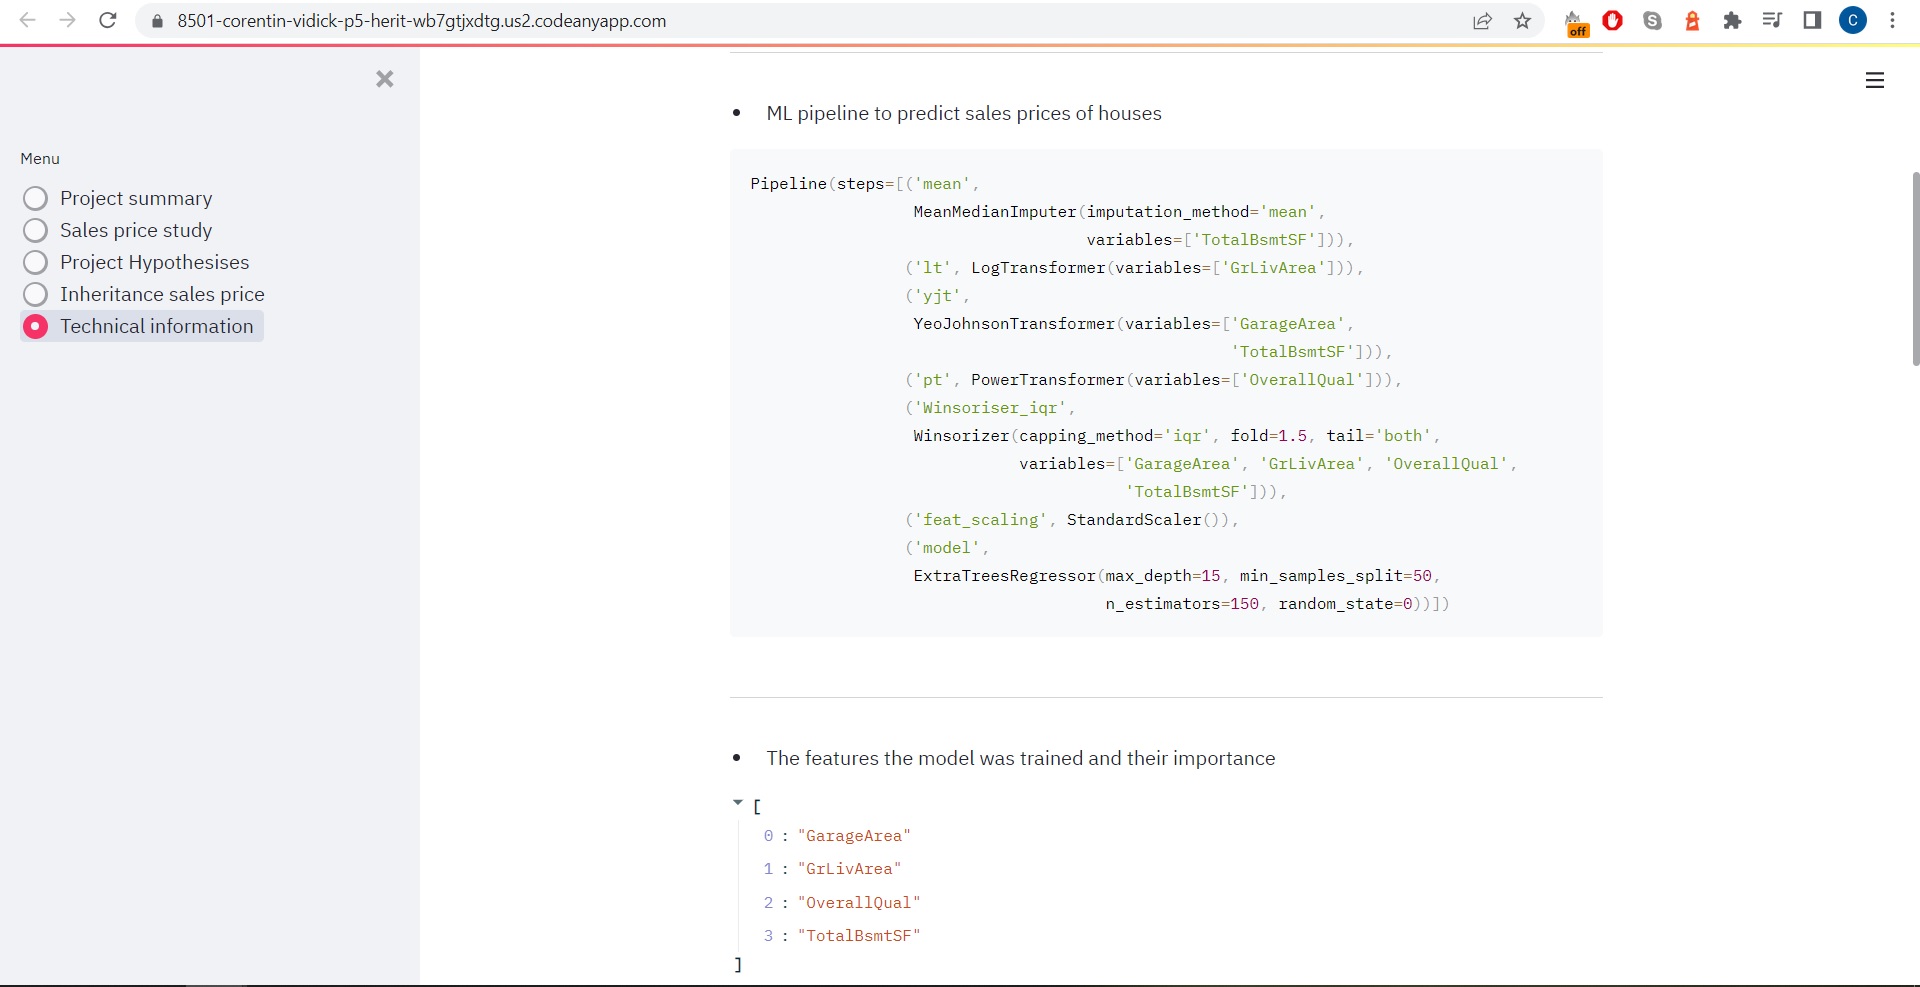 8501-corentin-vidick-p5-herit-wb7gtjxdtg.us2.codeanyapp.com
off
S
C
Menu
Project summary
Sales price study
Project Hypothesises
Inheritance sales price
Technical information
ML pipeline to predict sales prices of houses
Pipeline(steps=[('mean',
MeanMedianImputer(imputation_method='mean',
variables=['TotalBsmtSF'])),
('lt', LogTransformer(variables=['GrLivArea'])),
('yjt',
YeoJohnsonTransformer(variables=['GarageArea',
'TotalBsmtSF'])),
('pt', PowerTransformer(variables=['OverallQual'])),
('Winsoriser_iqr',
Winsorizer(capping_method='iqr', fold=1.5, tail='both',
variables=['GarageArea', 'GrLivArea', 'OverallQual',
'TotalBsmtSF'])),
('feat_scaling', StandardScaler()),
('model',
ExtraTreesRegressor(max_depth=15, min_samples_split=50,
n_estimators=150, random_state=0))])
The features the model was trained and their importance
[
0 : "GarageArea"
1 : "GrLivArea"
2 : "OverallQual"
3 : "TotalBsmtSF"
]